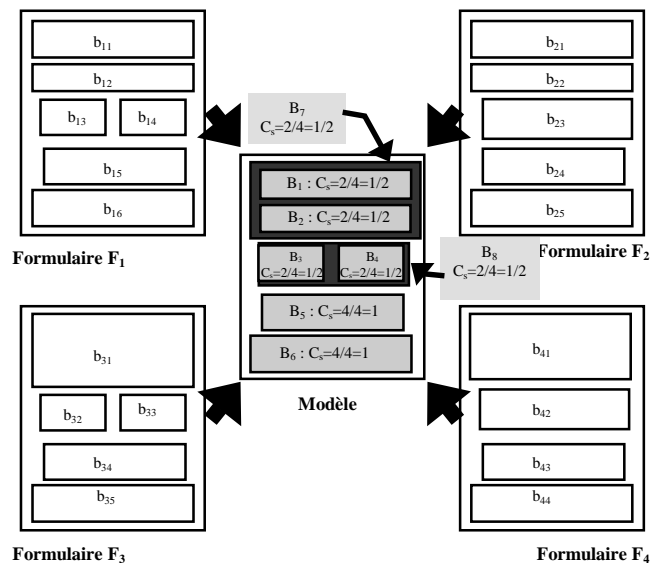 b11
b12
b13
b14
b15
b16
Formulaire F1
b21
b22
b23
b24
b25
Formulaire F2
B7
Cs=2/4=1/2
B1 : Cs=2/4=1/2
B2 : Cs=2/4=1/2
B3
Cs=2/4=1/2
B4
Cs=2/4=1/2
B8
Cs=2/4=1/2
B5 : Cs=4/4=1
B6 : Cs=4/4=1
Modèle
b31
b32
b33
b34
b35
Formulaire F3
b41
b42
b43
b44
Formulaire F4